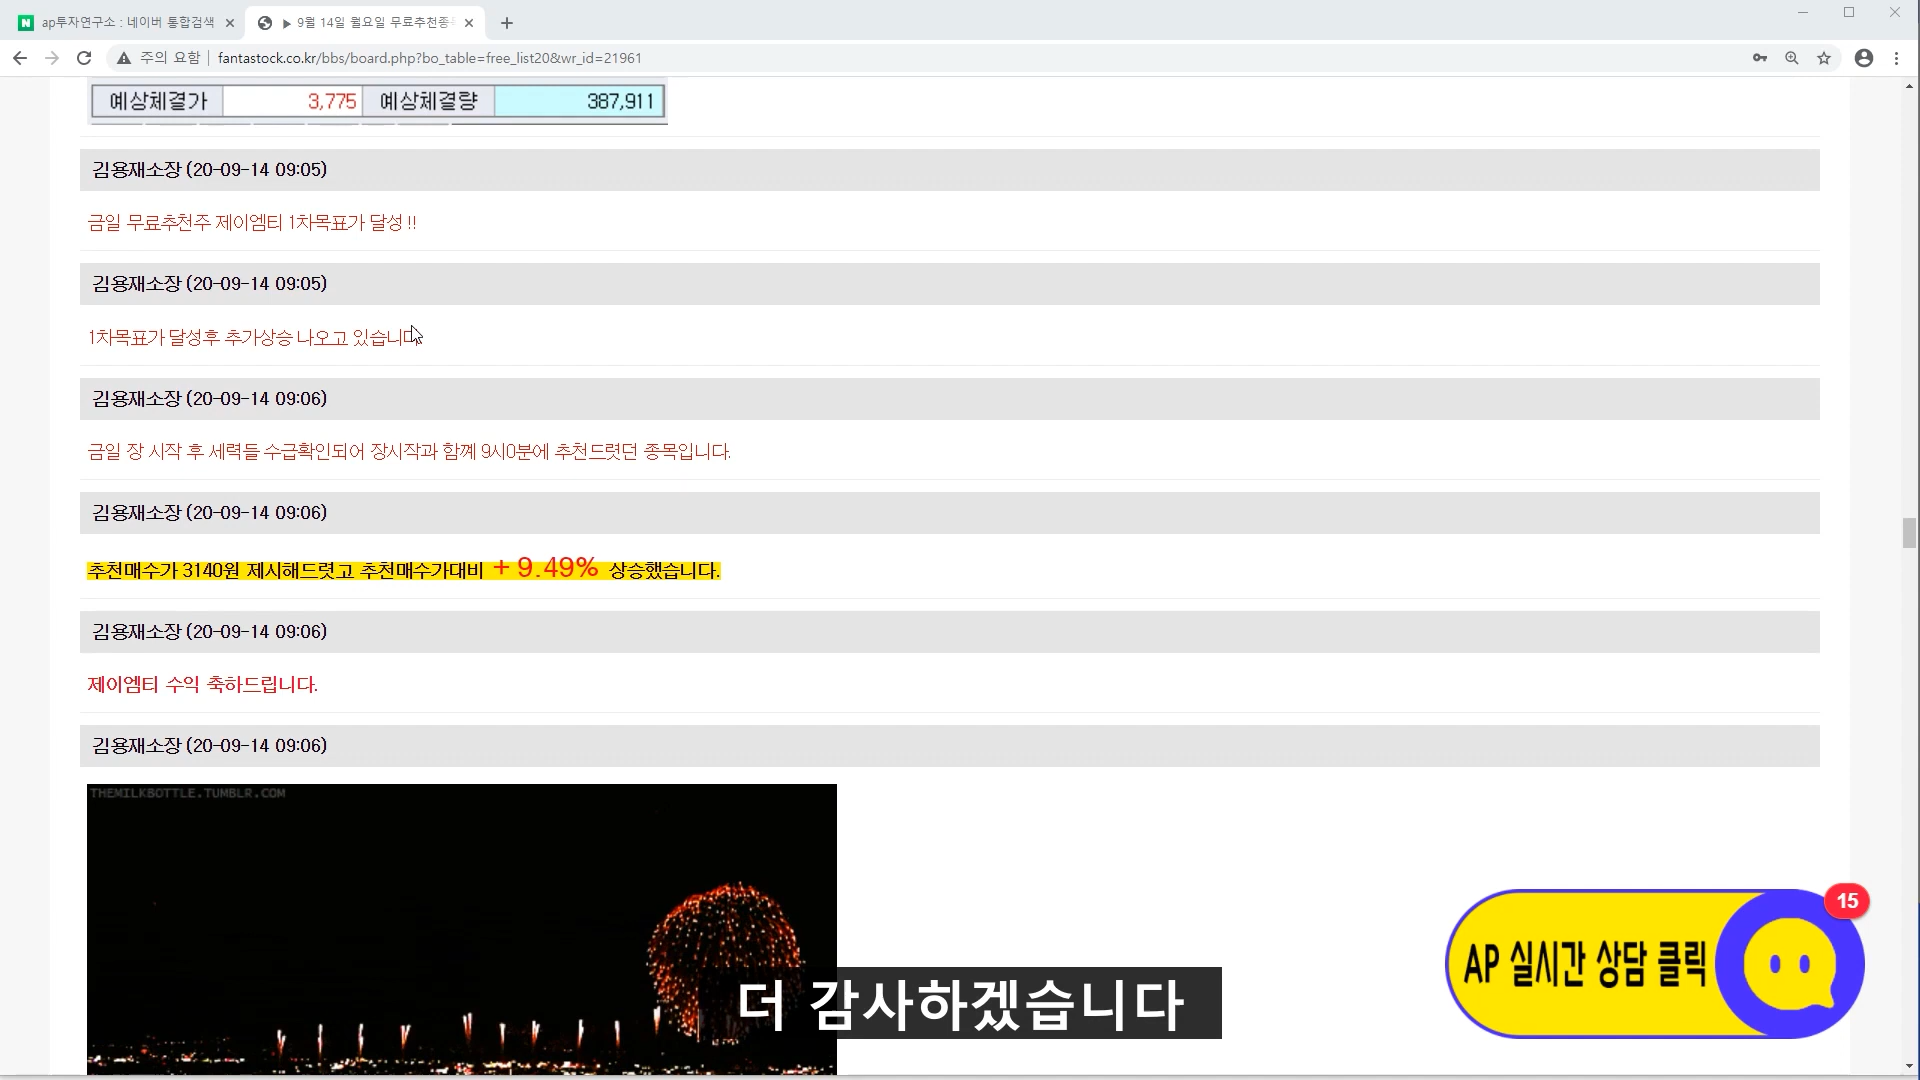 ap투자연구소 : 네이버 통합검색
▶ 9월 14일 월요일 무료추천종
주의 요함
fantastock.co.kr/bbs/board.php?bo_table=free_list20&wr_id=21961
예상체결가 3,775 예상체결량 387,911
김용재소장 (20-09-14 09:05)
금일 무료추천주 제이엠티 1차목표가 달성 !!
김용재소장 (20-09-14 09:05)
1차목표가 달성후 추가상승 나오고 있습니다
김용재소장 (20-09-14 09:06)
금일 장 시작 후 세력들 수급확인되어 장시작과 함꼐 9시0분에 추천드렷던 종목입니다.
김용재소장 (20-09-14 09:06)
추천매수가 3140원 제시해드렷고 추천매수가대비 + 9.49% 상승했습니다.
김용재소장 (20-09-14 09:06)
제이엠티 수익 축하드립니다.
김용재소장 (20-09-14 09:06)
THEMILKBOTTLE.TUMBLR.COM
15
AP 실시간 상담 클릭
더 감사하겠습니다